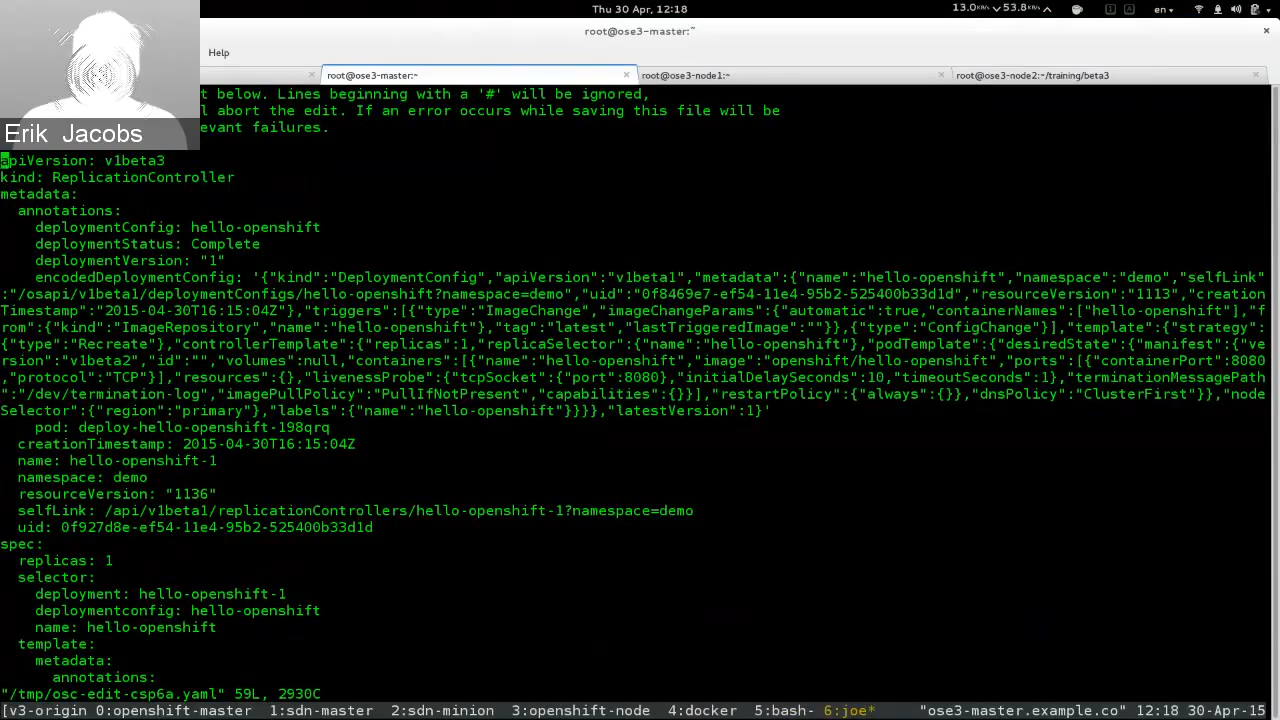 Thu 30 Apr, 12:18
13.0KB/s 53.8KB/s
en
root@ose3-master:~
Help
root@ose3-master:~
root@ose3-node1:~
root@ose3-node2:~/training/beta3
Erik Jacobs
t below. Lines beginning with a '#' will be ignored,
l abort the edit. If an error occurs while saving this file will be
evant failures.
apiVersion: v1beta3
kind: ReplicationController
metadata:
annotations:
deploymentConfig: hello-openshift
deploymentStatus: Complete
deploymentVersion: "1"
encodedDeploymentConfig: '{"kind":"DeploymentConfig","apiVersion":"v1beta1","metadata":{"name":"hello-openshift","namespace":"demo","selfLink"
:"/osapi/v1beta1/deploymentConfigs/hello-openshift?namespace=demo","uid":"0f8469e7-ef54-11e4-95b2-525400b33d1d","resourceVersion":"1113","creation
Timestamp":"2015-04-30T16:15:04Z"},"triggers":[{"type":"ImageChange","imageChangeParams":{"automatic":true,"containerNames":["hello-openshift"],"f
rom":{"kind":"ImageRepository","name":"hello-openshift"},"tag":"latest","lastTriggeredImage":""}},{"type":"ConfigChange"}],"template":{"strategy":
{"type":"Recreate"},"controllerTemplate":{"replicas":1,"replicaSelector":{"name":"hello-openshift"},"podTemplate":{"desiredState":{"manifest":{"ve
rsion":"v1beta2","id":"","volumes":null,"containers":[{"name":"hello-openshift","image":"openshift/hello-openshift","ports":[{"containerPort":8080
,"protocol":"TCP"}],"resources":{},"livenessProbe":{"tcpSocket":{"port":8080},"initialDelaySeconds":10,"timeoutSeconds":1},"terminationMessagePath
":"/dev/termination-log","imagePullPolicy":"PullIfNotPresent","capabilities":{}}],"restartPolicy":{"always":{}},"dnsPolicy":"ClusterFirst"}},"node
Selector":{"region":"primary"},"labels":{"name":"hello-openshift"}}}},"latestVersion":1}'
pod: deploy-hello-openshift-198qrq
creationTimestamp: 2015-04-30T16:15:04Z
name: hello-openshift-1
namespace: demo
resourceVersion: "1136"
selfLink: /api/v1beta1/replicationControllers/hello-openshift-1?namespace=demo
uid: 0f927d8e-ef54-11e4-95b2-525400b33d1d
spec:
replicas: 1
selector:
deployment: hello-openshift-1
deploymentconfig: hello-openshift
name: hello-openshift
template:
metadata:
annotations:
"/tmp/osc-edit-csp6a.yaml" 59L, 2930C
[v3-origin 0:openshift-master 1:sdn-master 2:sdn-minion 3:openshift-node 4:docker 5:bash- 6:joe* "ose3-master.example.co" 12:18 30-Apr-15